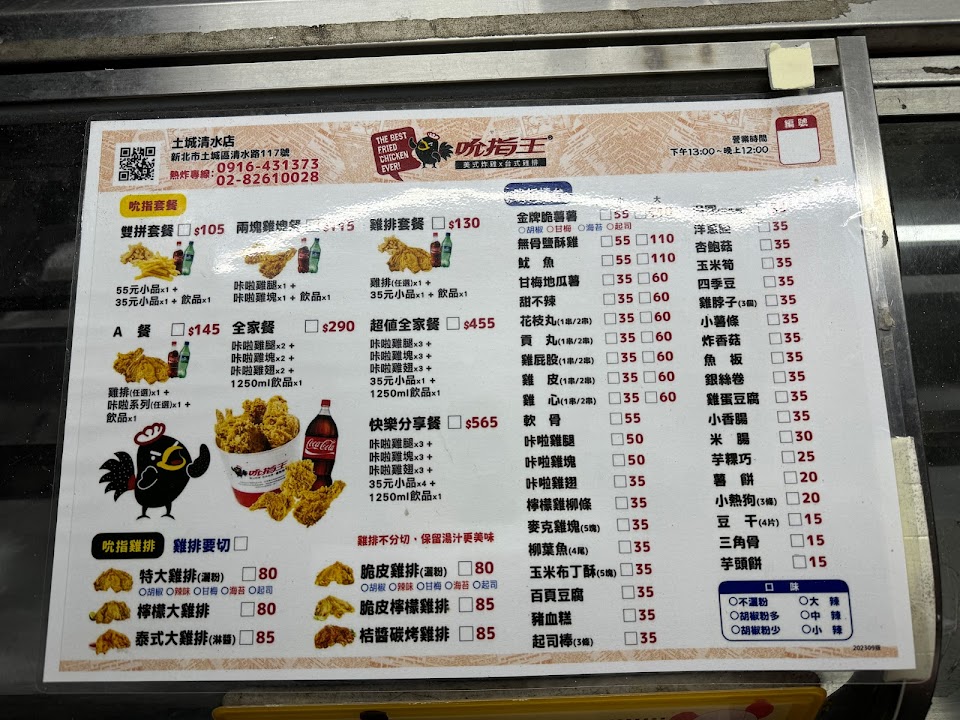 土城清水店
新北市土城區清水路117號
熱炸專線: 0916-431373
02-82610028
THE BEST
FRIED
CHICKEN
EVER!
吮指王®
美式炸雞x台式雞排
營業時間
下午13:00~晚上12:00
編號
吮指套餐
雙拼套餐 □$105
55元小品x1 +
35元小品x1 + 飲品x1
兩塊雞塊餐
咔啦雞腿x1 +
咔啦雞塊x1 + 飲品x1
雞排套餐 □$130
雞排(任選)x1 +
35元小品x1 +飲品x1
A 餐 □$145
雞排(任選)x1 +
咔啦系列(任選)x1 +
飲品x1
全家餐 □$290
咔啦雞腿x2 +
咔啦雞塊x2 +
咔啦雞翅x2 +
1250ml飲品x1
超值全家餐 □$455
咔啦雞腿x3 +
咔啦雞塊x3 +
咔啦雞翅x3 +
35元小品x1 +
1250ml飲品x1
快樂分享餐 □$565
咔啦雞腿x3 +
咔啦雞塊x3 +
咔啦雞翅x3 +
35元小品x4 +
1250ml飲品x1
吮指王
Coca-Cola
吮指雞排
雞排要切□
雞排不分切,保留湯汁更美味
特大雞排(灑粉) □80
○胡椒 ○辣味 ○甘梅 ○海苔 ○起司
檸檬大雞排 □80
泰式大雞排(淋醬) □85
脆皮雞排(灑粉) □80
○胡椒 ○辣味 ○甘梅 ○海苔 ○起司
脆皮檸檬雞排 □85
桔醬碳烤雞排 □85
大
金牌脆薯薯 □55
○胡椒 ○甘梅 ○海苔 ○起司
無骨鹽酥雞 □55 □110
魷 魚 □55 □110
甘梅地瓜薯 □35 □60
甜不辣 □35 □60
花枝丸(1串/2串) □35 □60
貢 丸(1串/2串) □35 □60
雞屁股(1串/2串) □35 □60
雞 皮(1串/2串) □35 □60
雞 心(1串/2串) □35 □60
軟 骨 □55
咔啦雞腿 □50
咔啦雞塊 □50
咔啦雞翅 □35
檸檬雞柳條 □35
麥克雞塊(5塊) □35
柳葉魚(4尾) □35
玉米布丁酥(5塊) □35
百頁豆腐 □35
豬血糕 □35
起司棒(3條) □35
洋蔥圈 □35
杏鮑菇 □35
玉米筍 □35
四季豆 □35
雞脖子(3個) □35
小薯條 □35
炸香菇 □35
魚 板 □35
銀絲卷 □35
雞蛋豆腐 □35
小香腸 □35
米 腸 □30
芋粿巧 □25
薯 餅 □20
小熱狗(3條) □20
豆 干(4片) □15
三角骨 □15
芋頭餅 □15
口 味
○不灑粉 ○大 辣
○胡椒粉多 ○中 辣
○胡椒粉少 ○小 辣
202309版